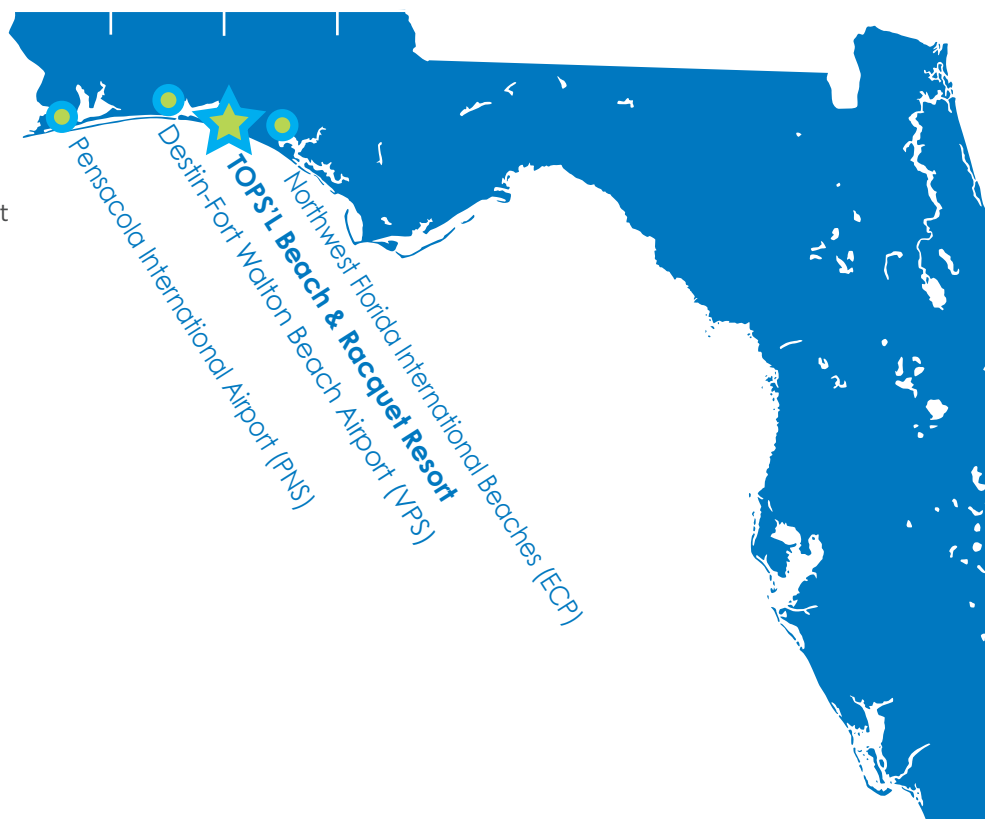 t
Pensacola International Airport (PNS)
Destin-Fort Walton Beach Airport (VPS)
TOPS'L Beach & Racquet Resort
Northwest Florida International Beaches (ECP)